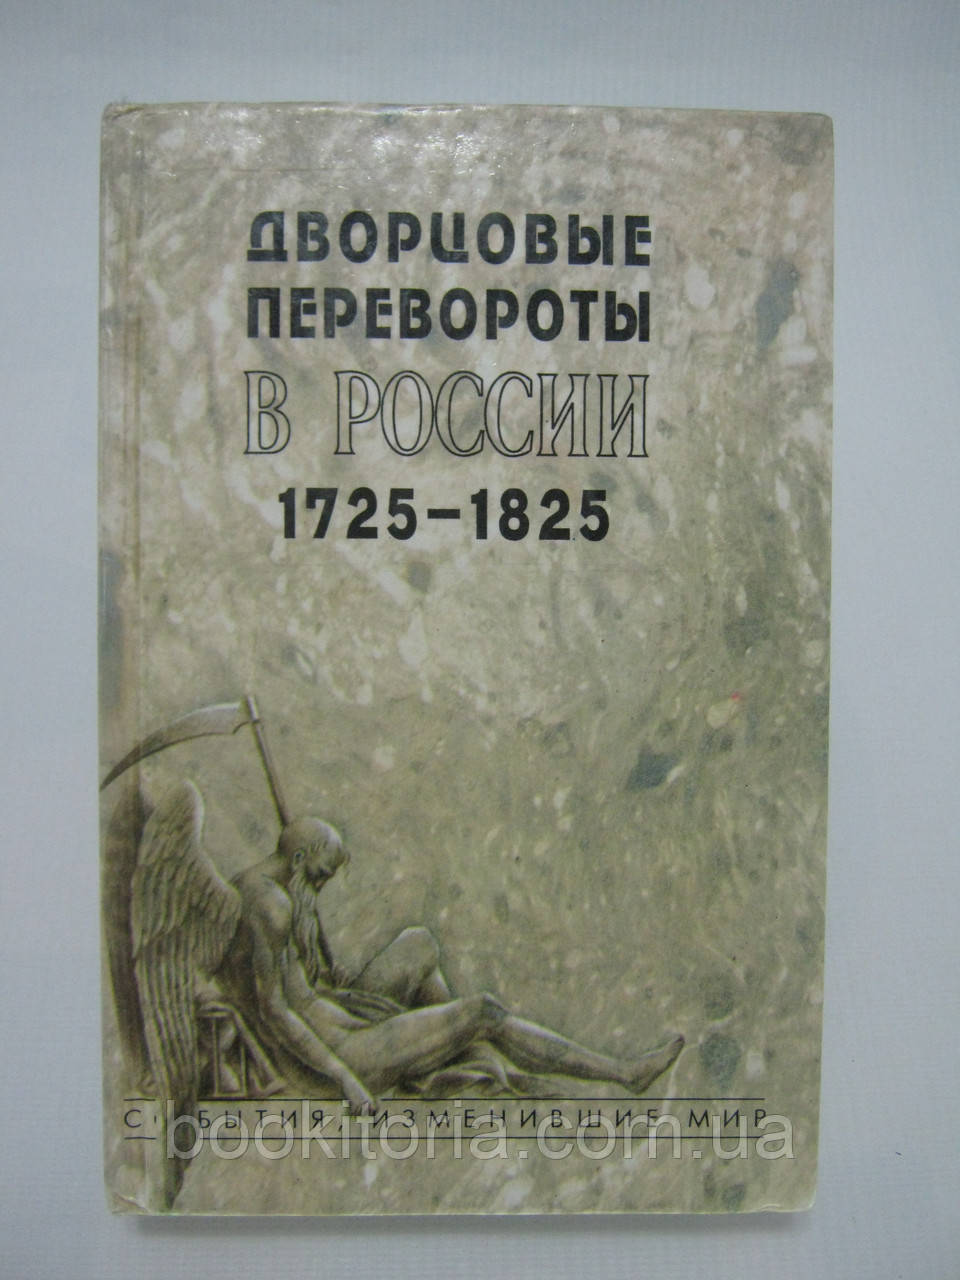 ДВОРЦОВЫЕ
ПЕРЕВОРОТЫ
В РОССИИ
1725–1825
СОБЫТИЯ, ИЗМЕНИВШИЕ МИР
bookitoria.com.ua